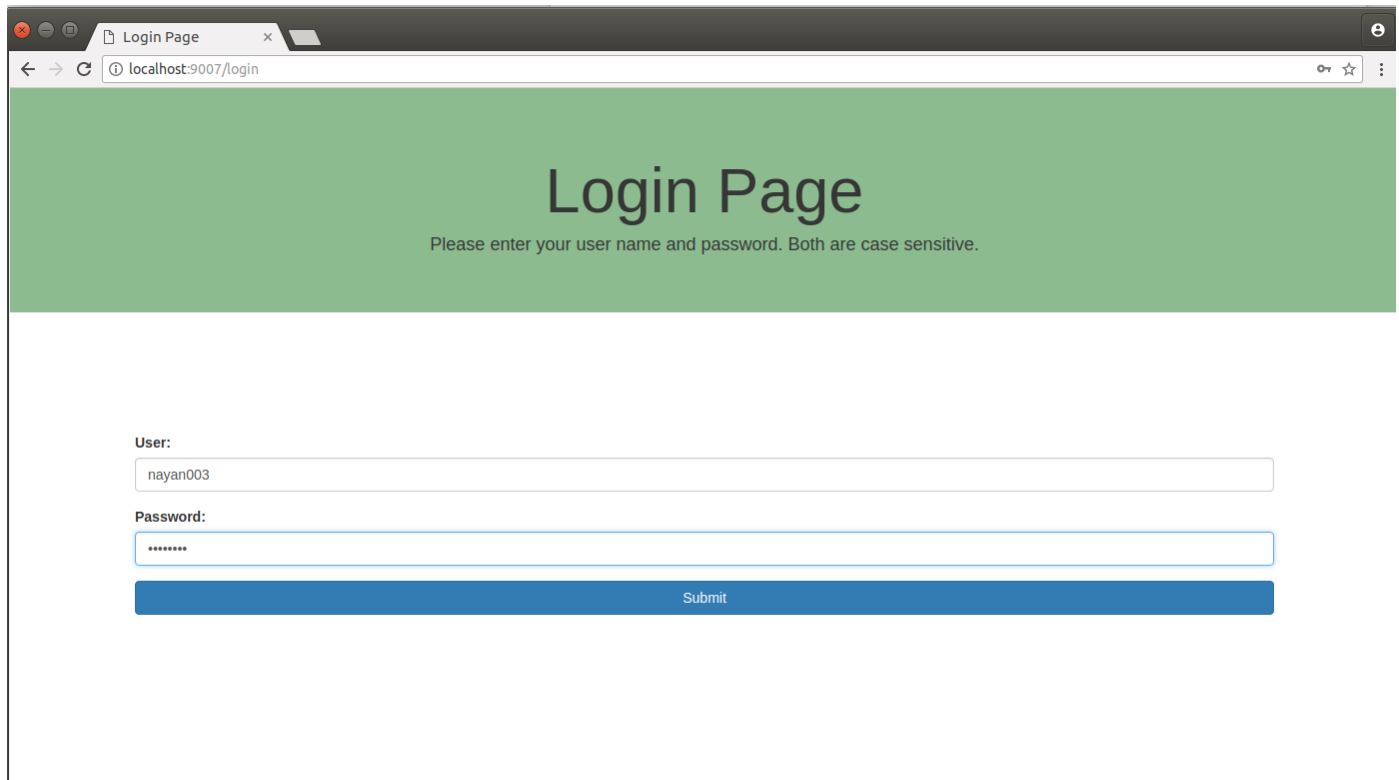 Login Page
localhost:9007/login
Login Page
Please enter your user name and password. Both are case sensitive.
User:
nayan003
Password:
••••••••
Submit